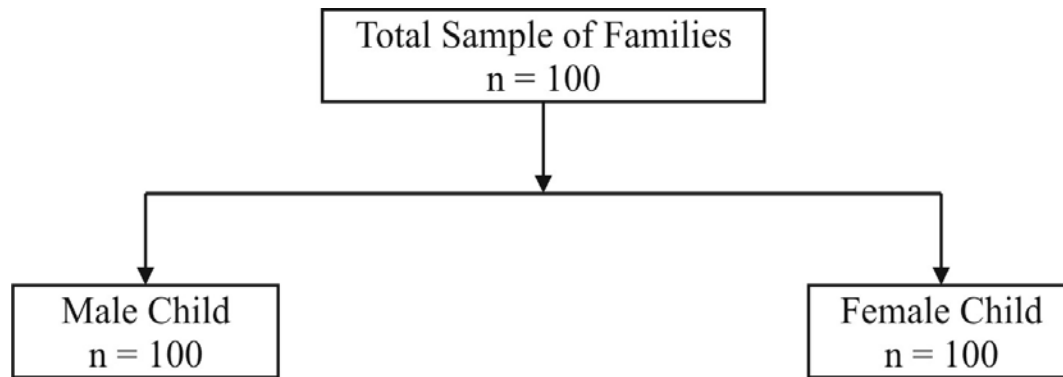 Total Sample of Families
n = 100
Male Child
n = 100
Female Child
n = 100